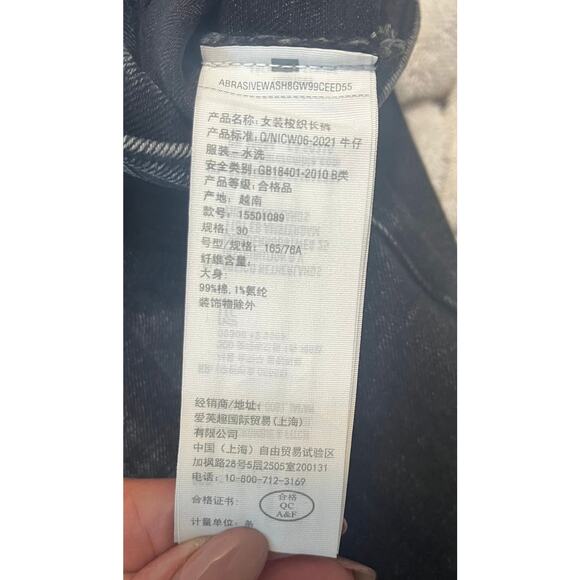 ABRASIVEWASH8GW99CEED55
产品名称: 女装梭织长裤
产品标准: Q/NICW06-2021 牛仔
服装-水洗
安全类别: GB18401-2010 B类
产品等级: 合格品
产地: 越南
款号: 15501089
规格: 30
号型/规格: 165/76A
纤维含量:
大身:
99%棉, 1%氨纶
装饰物除外
经销商/地址:
爱英趣国际贸易(上海)
有限公司
中国（上海）自由贸易试验区
加枫路28号5层2505室200131
电话: 10-800-712-3169
合格证书:
合格
QC
A&F
计量单位: 条